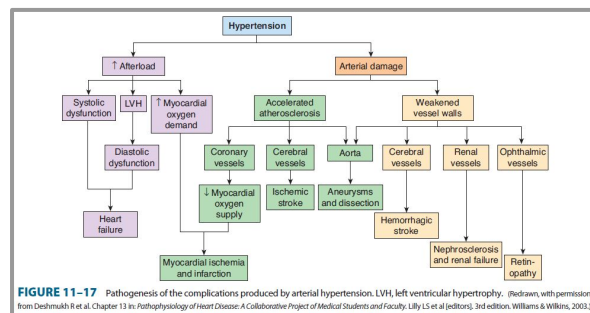 Hypertension
↑ Afterload
Arterial damage
Systolic
dysfunction
LVH
↑ Myocardial
oxygen
demand
Accelerated
atherosclerosis
Weakened
vessel walls
Diastolic
dysfunction
Coronary
vessels
Cerebral
vessels
Aorta
Cerebral
vessels
Renal
vessels
Ophthalmic
vessels
↓ Myocardial
oxygen
supply
Ischemic
stroke
Aneurysms
and dissection
Heart
failure
Hemorrhagic
stroke
Myocardial ischemia
and infarction
Nephrosclerosis
and renal failure
Retin-
opathy
FIGURE 11–17 Pathogenesis of the complications produced by arterial hypertension. LVH, left ventricular hypertrophy. (Redrawn, with permission
from Deshmukh R et al. Chapter 13 in: Pathophysiology of Heart Disease: A Collaborative Project of Medical Students and Faculty. Lilly LS et al [editors]. 3rd edition. Williams & Wilkins, 2003.)